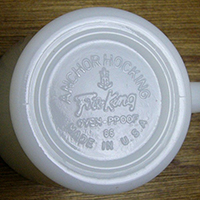 ANCHOR HOCKING
Fire-King
OVEN-PROOF
MADE IN U.S.A